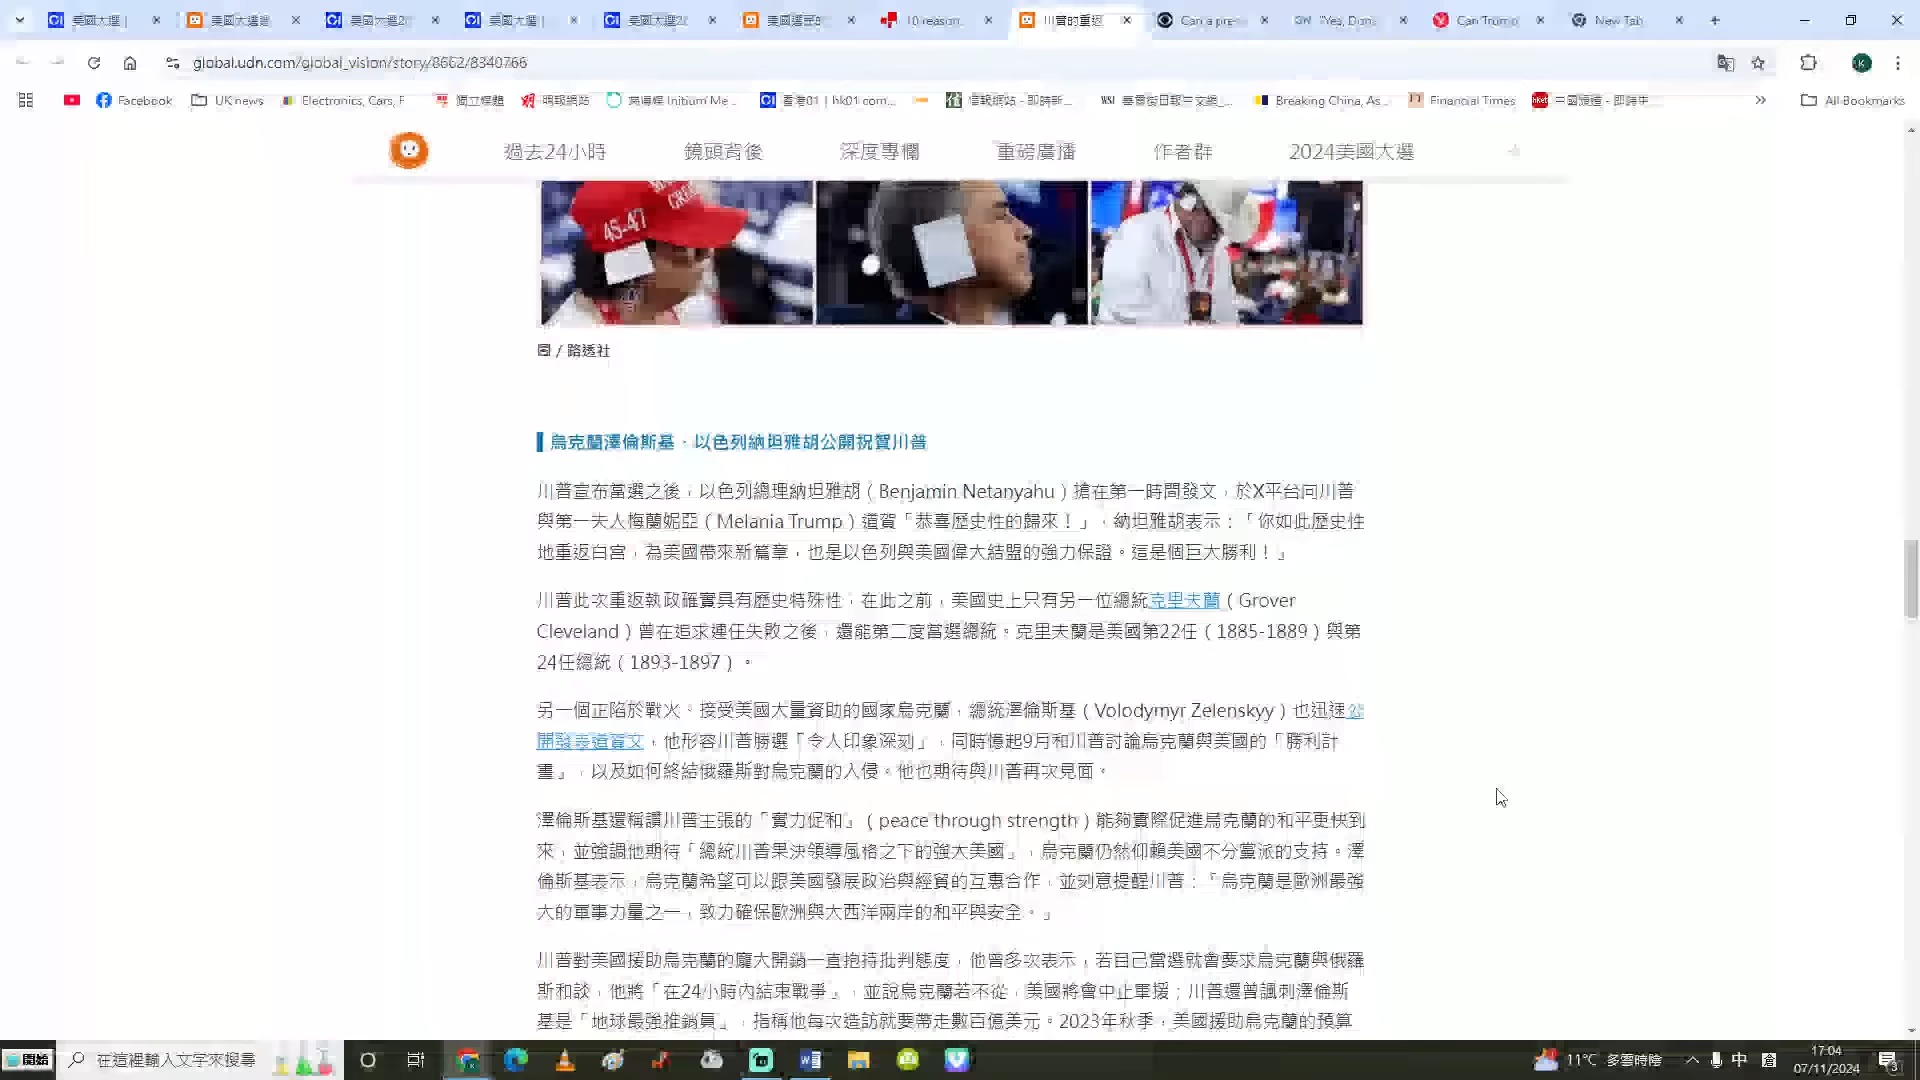 美國大選 |
美國大選
美國大選2
美國大選 |
美國大選2
10 reason
川普的重返
Can a pre
"Yes, Dona
Can Trump
New Tab
global.udn.com/global_vision/story/8662/8340766
Facebook
UK news
Electronics, Cars, F
獨立媒體
明報網站
Initium Me...
香港01 | hk01.com...
信報網站 - 即時新...
Breaking China, As...
Financial Times
All Bookmarks
過去24小時
鏡頭背後
深度專欄
重磅廣播
作者群
2024美國大選
45-47
圖 / 路透社
烏克蘭澤倫斯基、以色列納坦雅胡公開祝賀川普
川普宣布當選之後，以色列總理納坦雅胡（Benjamin Netanyahu）搶在第一時間發文，於X平台向川普
與第一夫人梅蘭妮亞（Melania Trump）道賀「恭喜歷史性的歸來！」，納坦雅胡表示：「你如此歷史性
地重返白宮，為美國帶來新篇章，也是以色列與美國偉大結盟的強力保證。這是個巨大勝利！」
川普此次重返執政確實具有歷史特殊性，在此之前，美國史上只有另一位總統克里夫蘭（Grover
Cleveland）曾在追求連任失敗之後，還能第二度當選總統。克里夫蘭是美國第22任（1885-1889）與第
24任總統（1893-1897）。
另一個正陷於戰火、接受美國大量資助的國家烏克蘭，總統澤倫斯基（Volodymyr Zelenskyy）也迅速公
開發表道賀文，他形容川普勝選「令人印象深刻」，同時憶起9月和川普討論烏克蘭與美國的「勝利計
畫」，以及如何終結俄羅斯對烏克蘭的入侵。他也期待與川普再次見面。
澤倫斯基還稱讚川普主張的「實力促和」（peace through strength）能夠實際促進烏克蘭的和平更快到
來，並強調他期待「總統川普果決領導風格之下的強大美國」，烏克蘭仍然仰賴美國不分黨派的支持。澤
倫斯基表示，烏克蘭希望可以跟美國發展政治與經貿的互惠合作，並刻意提醒川普：「烏克蘭是歐洲最強
大的軍事力量之一，致力確保歐洲與大西洋兩岸的和平與安全。」
川普對美國援助烏克蘭的龐大開銷一直抱持批判態度，他曾多次表示，若自己當選就會要求烏克蘭與俄羅
斯和談，他將「在24小時內結束戰爭」，並說烏克蘭若不從，美國將會中止軍援；川普還曾諷刺澤倫斯
基是「地球最強推銷員」，指稱他每次造訪就要帶走數百億美元。2023年秋季，美國援助烏克蘭的預算
開始
在這裡輸入文字來搜尋
11°C 多雲時陰
中
倉
17:04
07/11/2024